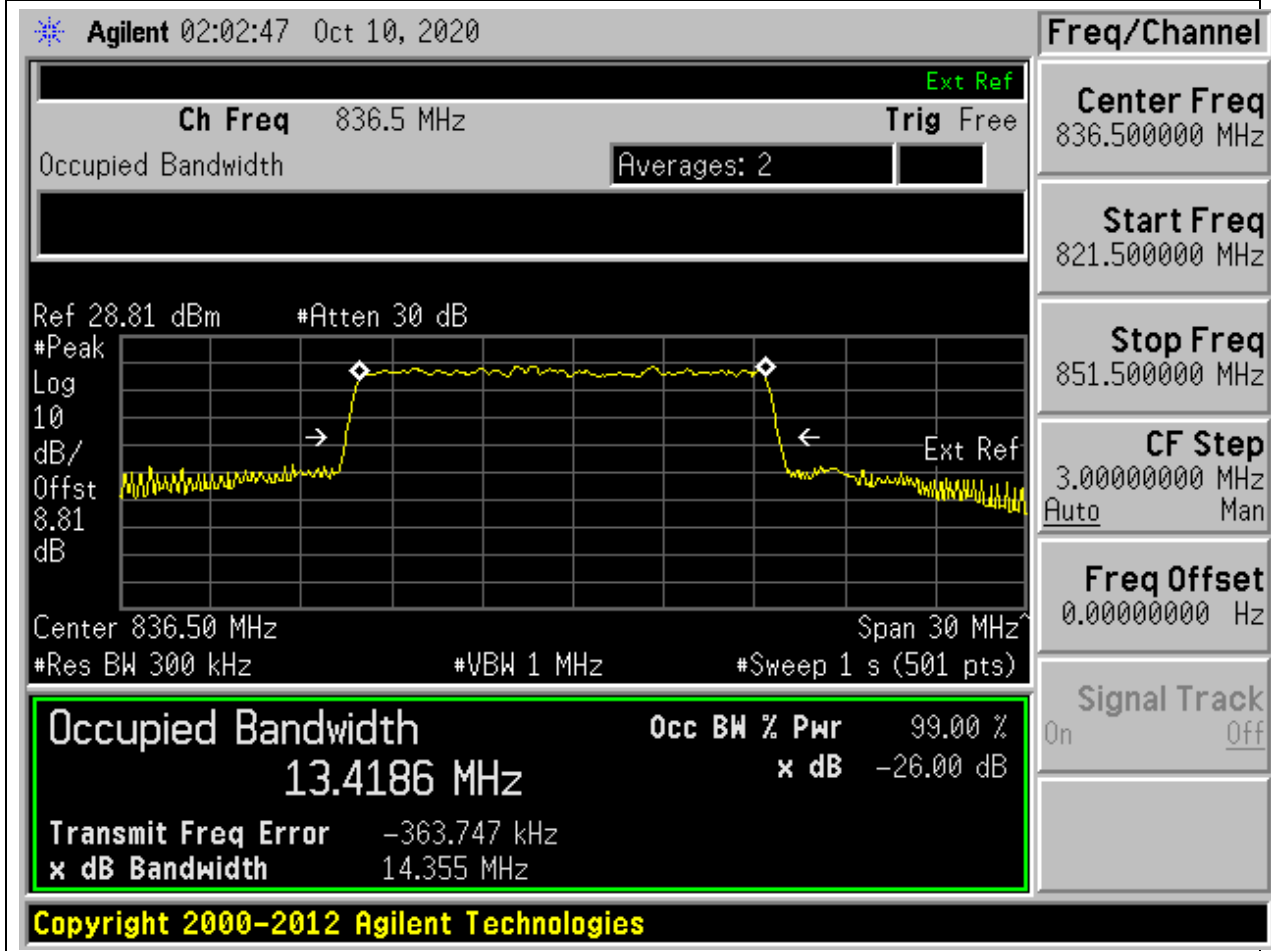 Agilent 02:02:47 Oct 10, 2020
Ext Ref
Ch Freq 836.5 MHz Trig Free
Occupied Bandwidth Averages: 2
Ref 28.81 dBm #Atten 30 dB
#Peak
Log
10
dB/
Offst
8.81
dB
Ext Ref
Center 836.50 MHz Span 30 MHz^
#Res BW 300 kHz #VBW 1 MHz #Sweep 1 s (501 pts)
Occupied Bandwidth Occ BW % Pwr 99.00 %
13.4186 MHz x dB -26.00 dB
Transmit Freq Error -363.747 kHz
x dB Bandwidth 14.355 MHz
Copyright 2000-2012 Agilent Technologies
Freq/Channel
Center Freq
836.500000 MHz
Start Freq
821.500000 MHz
Stop Freq
851.500000 MHz
CF Step
3.00000000 MHz
Auto Man
Freq Offset
0.00000000 Hz
Signal Track
On Off